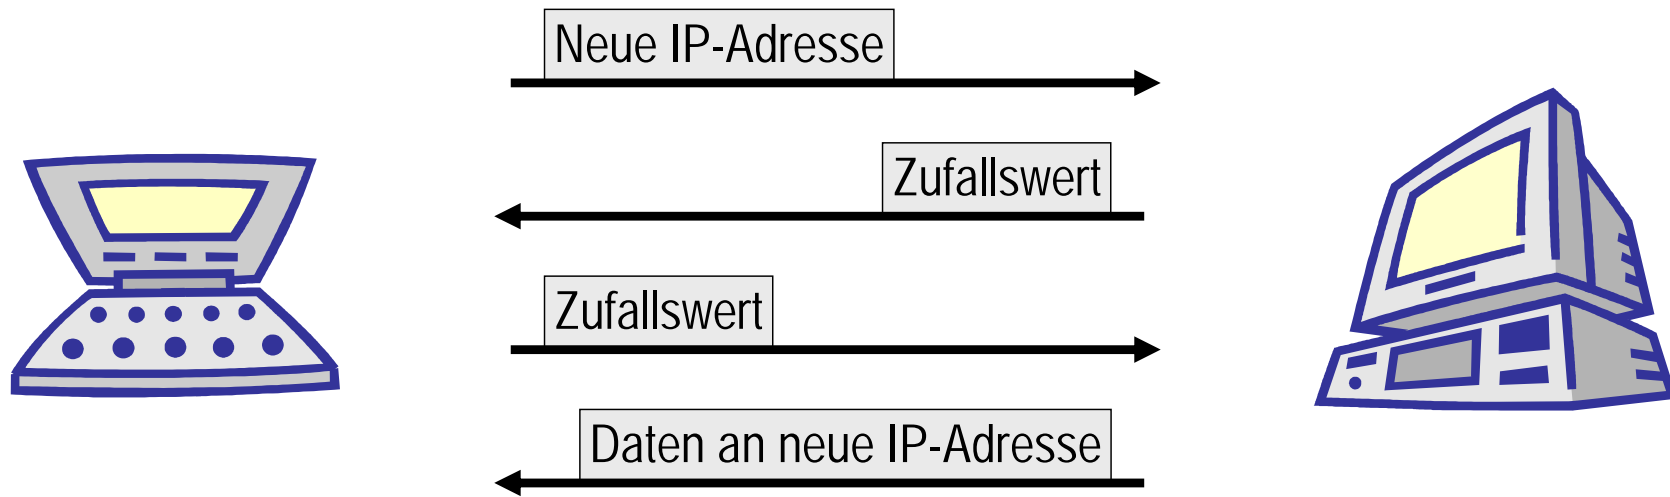 Neue IP-Adresse
Zufallswert
Zufallswert
Daten an neue IP-Adresse